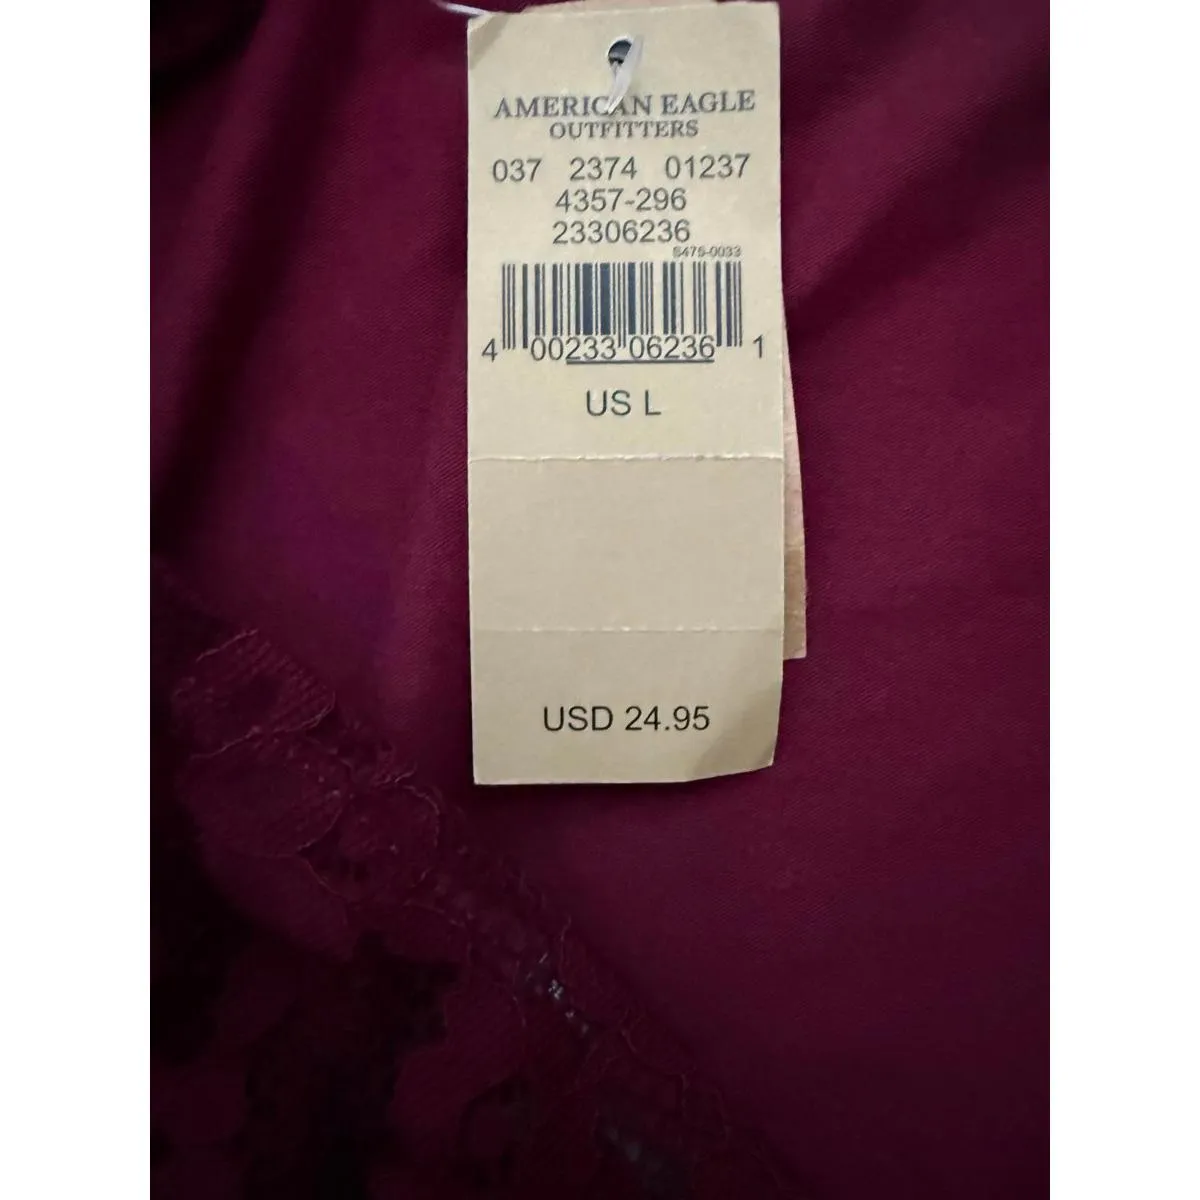 AMERICAN EAGLE
OUTFITTERS
037 2374 01237
4357-296
23306236
S475-0033
4 00233 06236 1
US L
USD 24.95